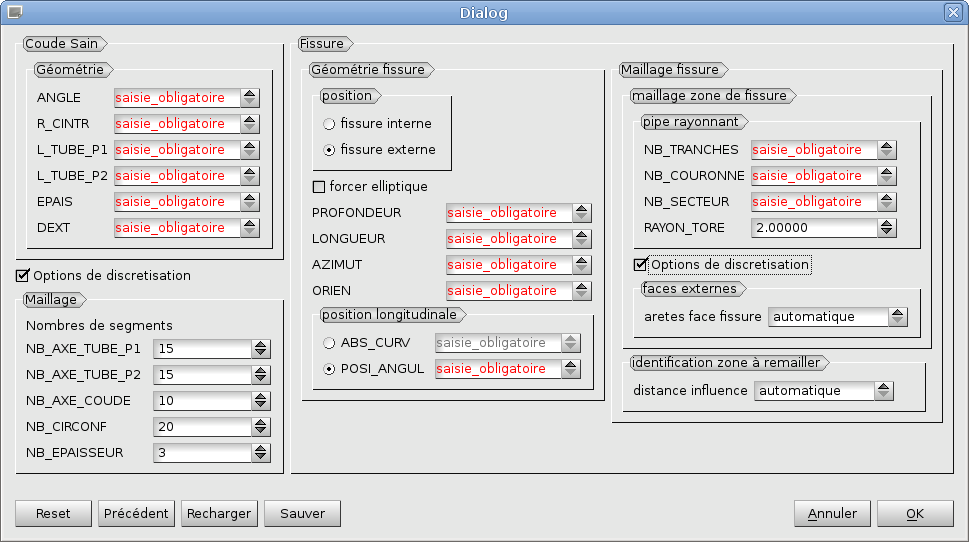 Dialog
Coude Sain
Géométrie
ANGLE saisie_obligatoire
R_CINTR saisie_obligatoire
L_TUBE_P1 saisie_obligatoire
L_TUBE_P2 saisie_obligatoire
EPAIS saisie_obligatoire
DEXT saisie_obligatoire
Options de discretisation
Maillage
Nombres de segments
NB_AXE_TUBE_P1 15
NB_AXE_TUBE_P2 15
NB_AXE_COUDE 10
NB_CIRCONF 20
NB_EPAISSEUR 3
Fissure
Géométrie fissure
position
fissure interne
fissure externe
forcer elliptique
PROFONDEUR saisie_obligatoire
LONGUEUR saisie_obligatoire
AZIMUT saisie_obligatoire
ORIEN saisie_obligatoire
position longitudinale
ABS_CURV saisie_obligatoire
POSI_ANGUL saisie_obligatoire
Maillage fissure
maillage zone de fissure
pipe rayonnant
NB_TRANCHES saisie_obligatoire
NB_COURONNE saisie_obligatoire
NB_SECTEUR saisie_obligatoire
RAYON_TORE 2.00000
Options de discretisation
faces externes
aretes face fissure automatique
identification zone à remailler
distance influence automatique
Reset Précédent Recharger Sauver Annuler OK